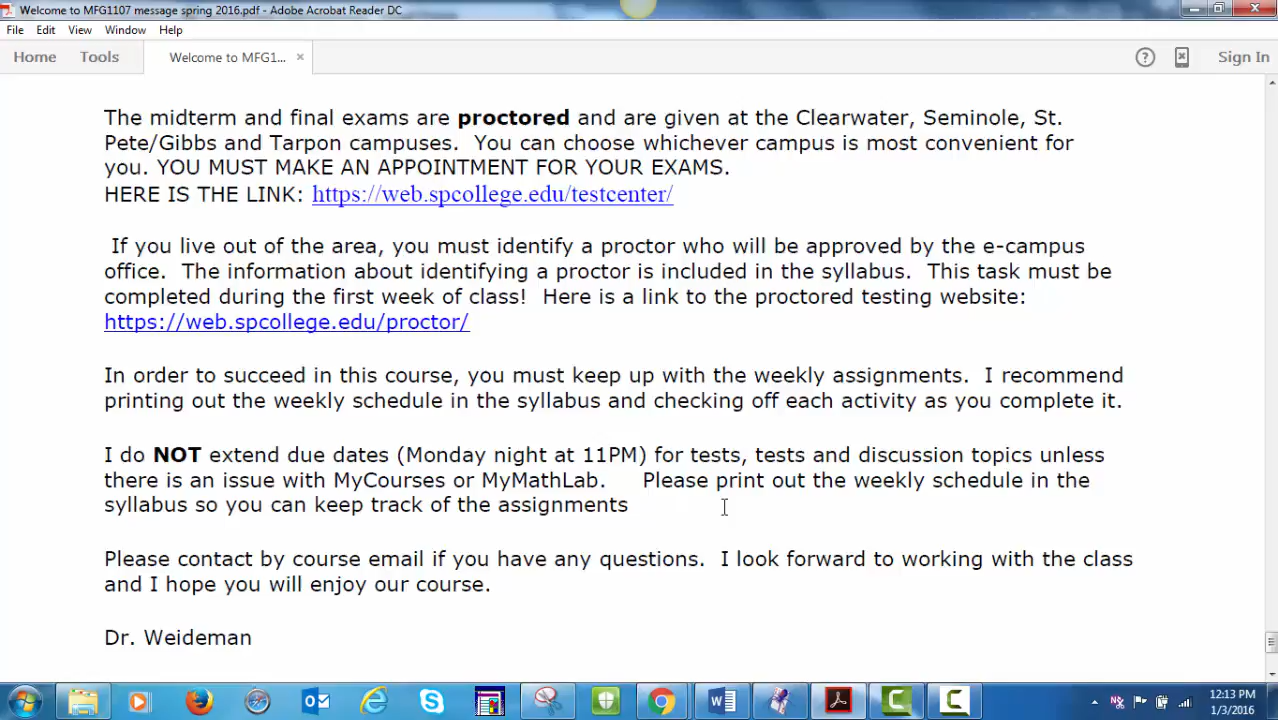 Welcome to MFG1107 message spring 2016.pdf - Adobe Acrobat Reader DC
File Edit View Window Help
Home Tools Welcome to MFG1... × ? Sign In
The midterm and final exams are proctored and are given at the Clearwater, Seminole, St.
Pete/Gibbs and Tarpon campuses. You can choose whichever campus is most convenient for
you. YOU MUST MAKE AN APPOINTMENT FOR YOUR EXAMS.
HERE IS THE LINK: https://web.spcollege.edu/testcenter/
If you live out of the area, you must identify a proctor who will be approved by the e-campus
office. The information about identifying a proctor is included in the syllabus. This task must be
completed during the first week of class! Here is a link to the proctored testing website:
https://web.spcollege.edu/proctor/
In order to succeed in this course, you must keep up with the weekly assignments. I recommend
printing out the weekly schedule in the syllabus and checking off each activity as you complete it.
I do NOT extend due dates (Monday night at 11PM) for tests, tests and discussion topics unless
there is an issue with MyCourses or MyMathLab. Please print out the weekly schedule in the
syllabus so you can keep track of the assignments
Please contact by course email if you have any questions. I look forward to working with the class
and I hope you will enjoy our course.
Dr. Weideman
12:13 PM
1/3/2016